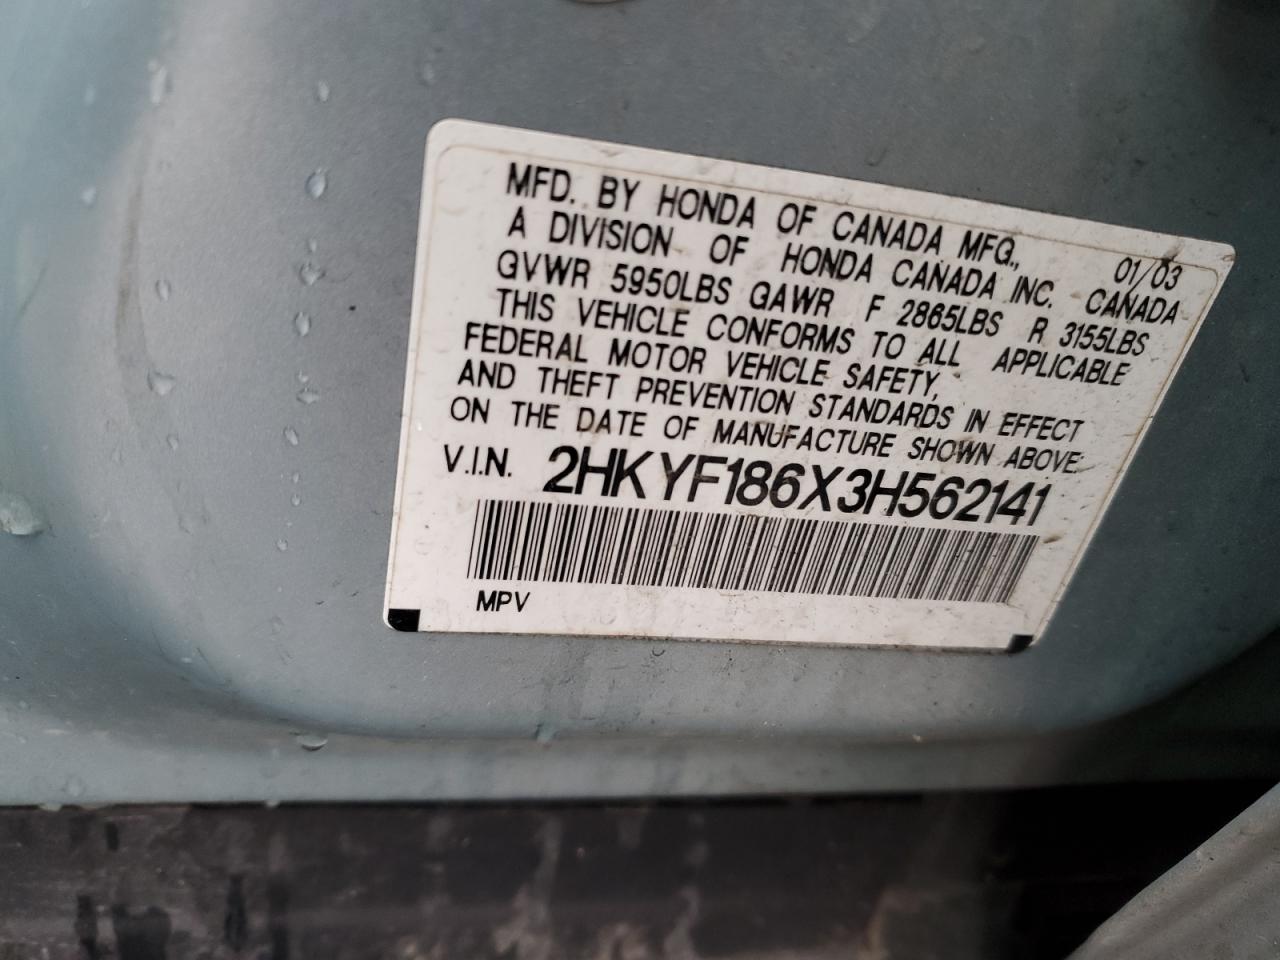 MFD. BY HONDA OF CANADA MFG., 01/03
A DIVISION OF HONDA CANADA INC. CANADA
GVWR 5950LBS GAWR F 2865LBS R 3155LBS
THIS VEHICLE CONFORMS TO ALL APPLICABLE
FEDERAL MOTOR VEHICLE SAFETY,
AND THEFT PREVENTION STANDARDS IN EFFECT
ON THE DATE OF MANUFACTURE SHOWN ABOVE.
V.I.N. 2HKYF186X3H562141
MPV